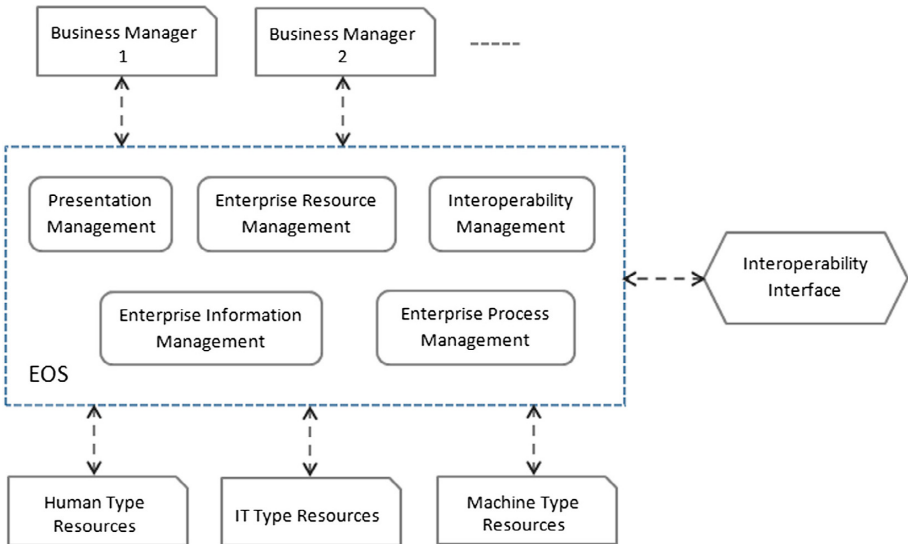 Business Manager
1
Business Manager
2
Presentation
Management
Enterprise Resource
Management
Interoperability
Management
Interoperability
Interface
Enterprise Information
Management
Enterprise Process
Management
EOS
Human Type
Resources
IT Type Resources
Machine Type
Resources